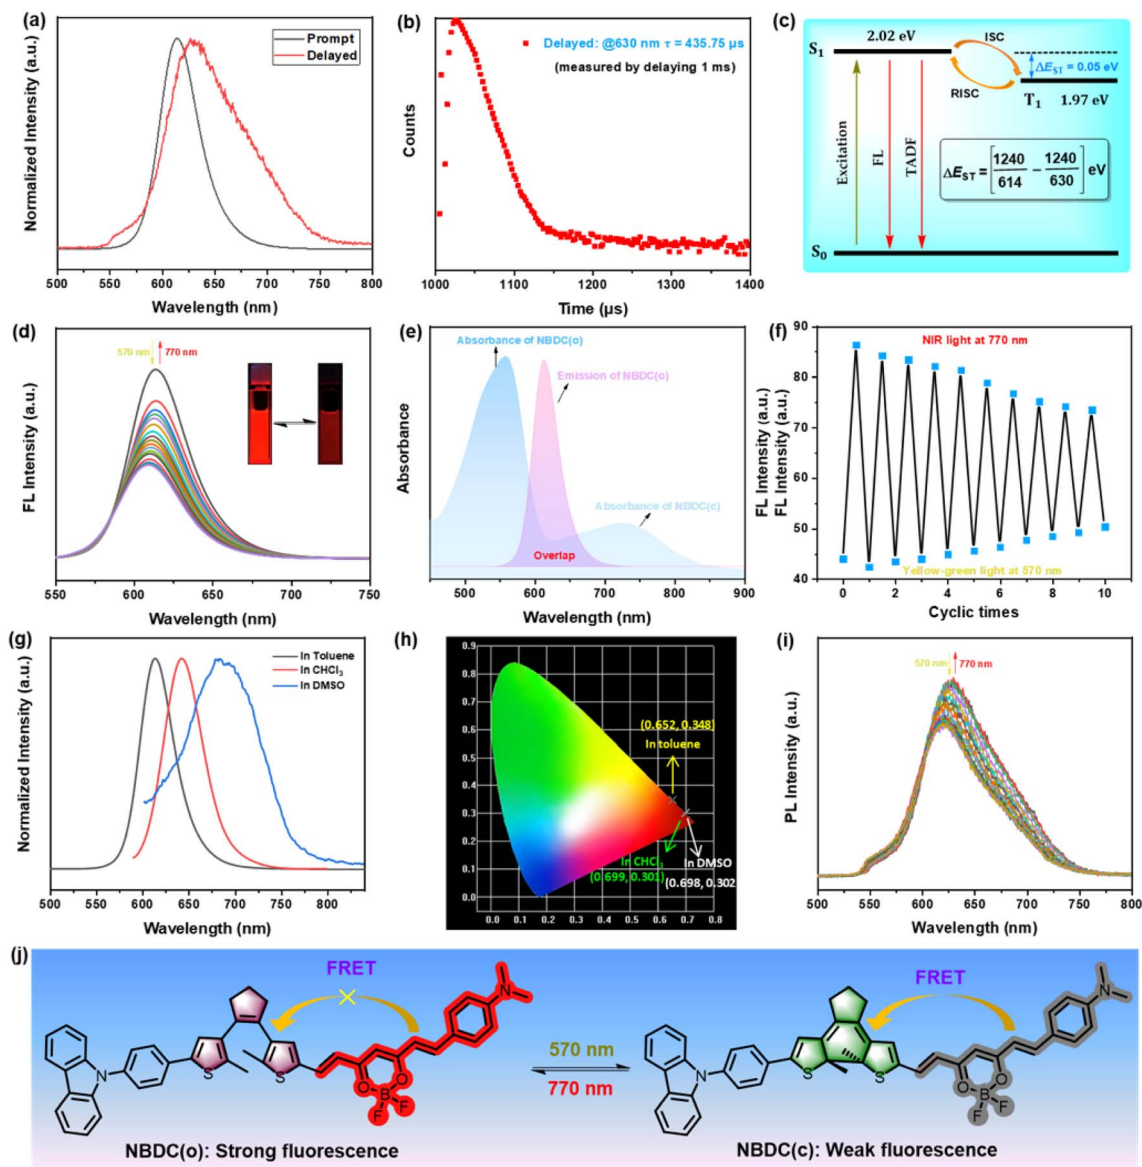 (a)
Prompt
Delayed
Normalized Intensity (a.u.)
500 550 600 650 700 750 800
Wavelength (nm)
(b)
Delayed: @630 nm τ = 435.75 µs
(measured by delaying 1 ms)
Counts
1000 1100 1200 1300 1400
Time (µs)
(c)
S1
2.02 eV
ISC
ΔEST = 0.05 eV
RISC
T1 1.97 eV
Excitation
FL
TADF
ΔEST = [1240/614 − 1240/630] eV
S0
(d)
570 nm 770 nm
FL Intensity (a.u.)
550 600 650 700 750
Wavelength (nm)
(e)
Absorbance of NBDC(o)
Emission of NBDC(o)
Absorbance of NBDC(c)
Overlap
Absorbance
500 600 700 800 900
Wavelength (nm)
(f)
NIR light at 770 nm
Yellow-green light at 570 nm
FL Intensity (a.u.)
FL Intensity (a.u.)
90
80
70
60
50
40
0 2 4 6 8 10
Cyclic times
(g)
In Toluene
In CHCl3
In DMSO
Normalized Intensity (a.u.)
500 550 600 650 700 750 800
Wavelength (nm)
(h)
0.9
0.8
0.7
0.6
0.5
0.4
0.3
0.2
0.1
0.0
(0.652, 0.348)
In toluene
In CHCl3
(0.699, 0.301)
In DMSO
(0.698, 0.302
0.0 0.1 0.2 0.3 0.4 0.5 0.6 0.7 0.8
(i)
570 nm 770 nm
PL Intensity (a.u.)
500 550 600 650 700 750 800
Wavelength (nm)
(j)
FRET
N
S
S
O
O
B
F
F
N
NBDC(o): Strong fluorescence
570 nm
770 nm
FRET
N
S
S
O
O
B
F
F
N
NBDC(c): Weak fluorescence